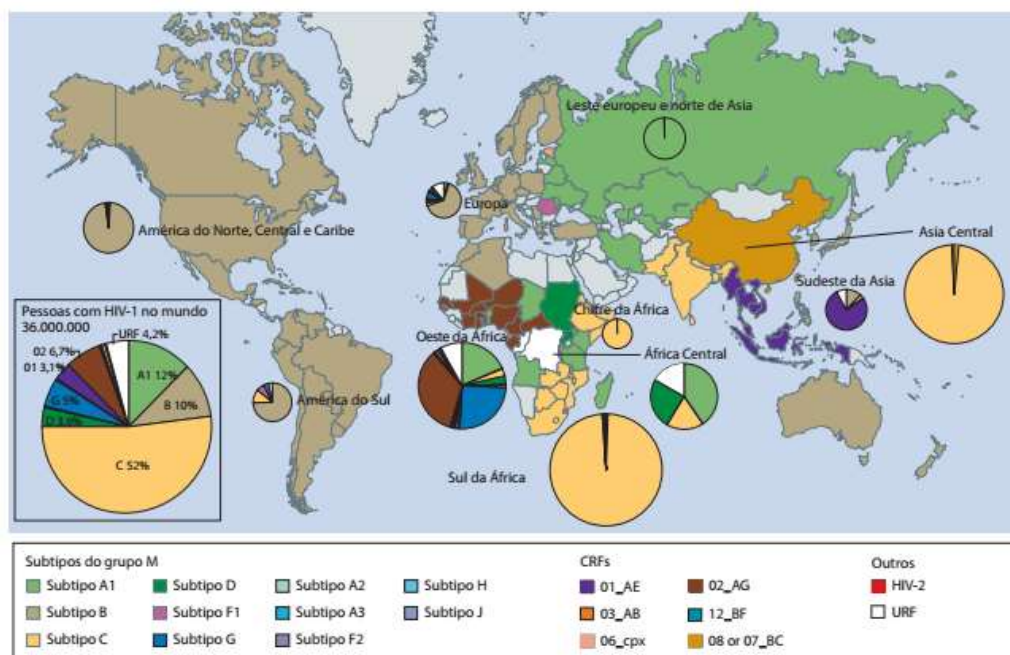 Leste europeu e norte de Asia
Europa
América do Norte, Central e Caribe
Asia Central
Sudeste da Asia
Chifre da África
Oeste da África
África Central
América do Sul
Sul da África
Pessoas com HIV-1 no mundo
36.000.000
URF 4,2%
02 6,7%
01 3,1%
A1 12%
G 5%
B 10%
C 52%
Subtipos do grupo M
Subtipo A1
Subtipo B
Subtipo C
Subtipo D
Subtipo F1
Subtipo G
Subtipo A2
Subtipo A3
Subtipo F2
Subtipo H
Subtipo J
CRFs
01_AE
03_AB
06_cpx
02_AG
12_BF
08 or 07_BC
Outros
HIV-2
URF